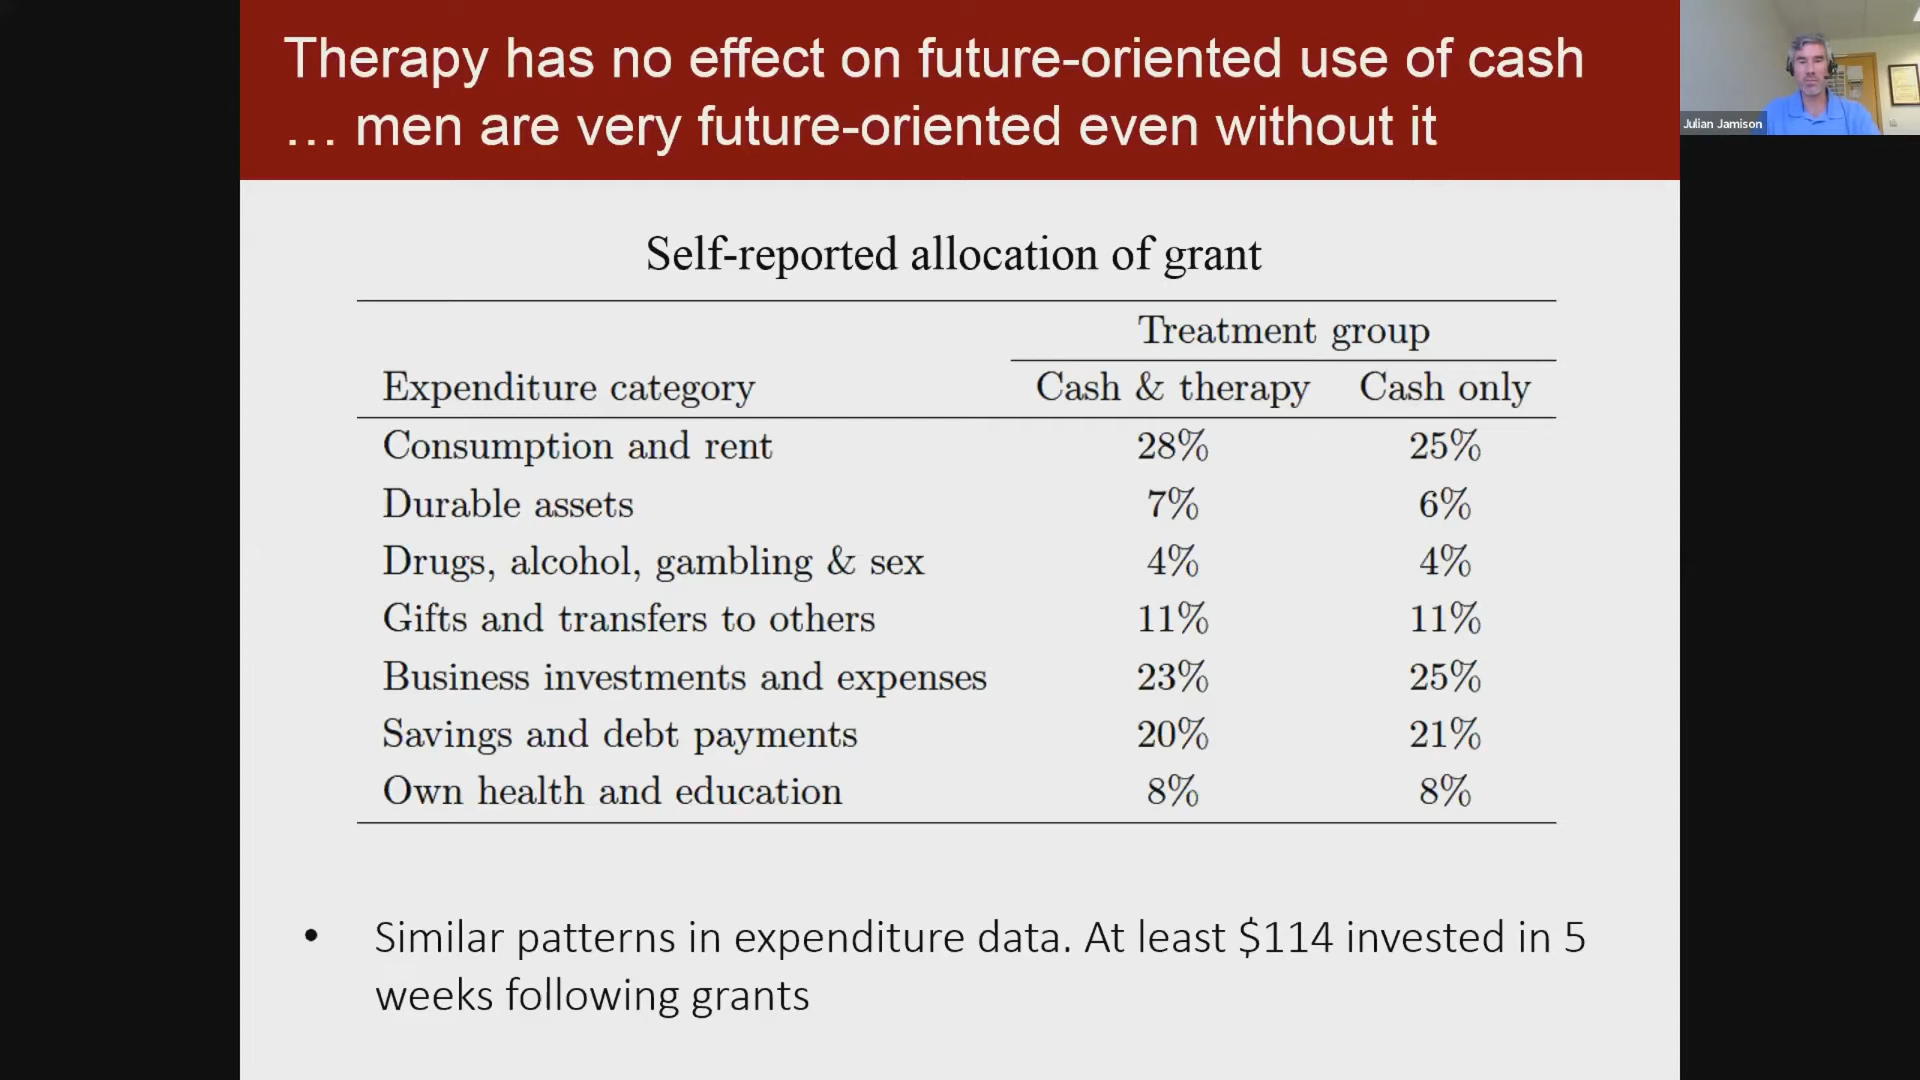 Therapy has no effect on future-oriented use of cash
… men are very future-oriented even without it
Julian Jamison
Self-reported allocation of grant
Treatment group
Expenditure category Cash & therapy Cash only
Consumption and rent 28% 25%
Durable assets 7% 6%
Drugs, alcohol, gambling & sex 4% 4%
Gifts and transfers to others 11% 11%
Business investments and expenses 23% 25%
Savings and debt payments 20% 21%
Own health and education 8% 8%
• Similar patterns in expenditure data. At least $114 invested in 5
weeks following grants